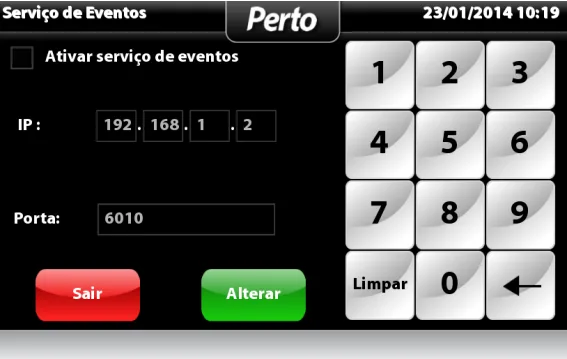 Serviço de Eventos
Perto
23/01/2014 10:19
Ativar serviço de eventos
IP : 192 . 168 . 1 . 2
Porta: 6010
Sair
Alterar
1 2 3
4 5 6
7 8 9
Limpar 0